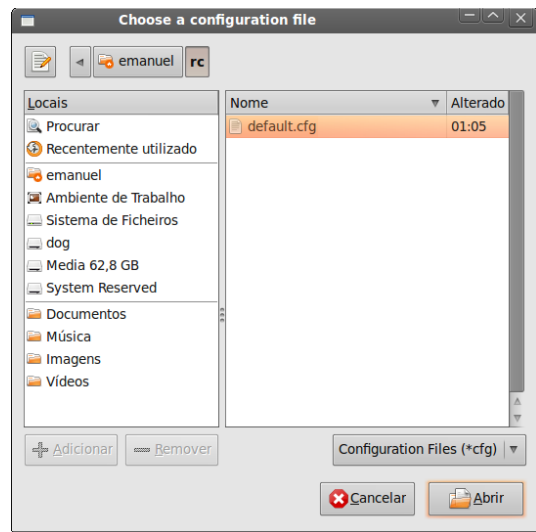 Choose a configuration file
emanuel rc
Locais
Procurar
Recentemente utilizado
emanuel
Ambiente de Trabalho
Sistema de Ficheiros
dog
Media 62,8 GB
System Reserved
Documentos
Música
Imagens
Vídeos
Nome Alterado
default.cfg 01:05
Adicionar Remover
Configuration Files (*cfg)
Cancelar Abrir